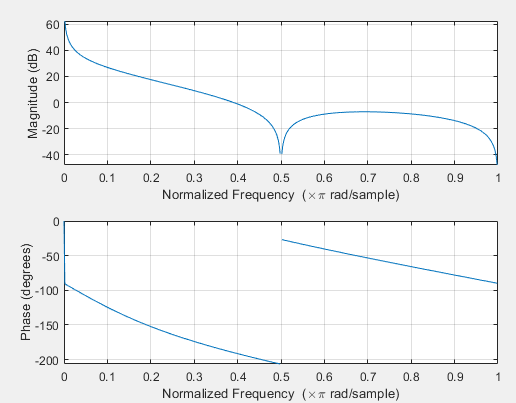 60
40
20
0
-20
-40
Magnitude (dB)
0 0.1 0.2 0.3 0.4 0.5 0.6 0.7 0.8 0.9 1
Normalized Frequency (×π rad/sample)
0
-50
-100
-150
-200
Phase (degrees)
0 0.1 0.2 0.3 0.4 0.5 0.6 0.7 0.8 0.9 1
Normalized Frequency (×π rad/sample)